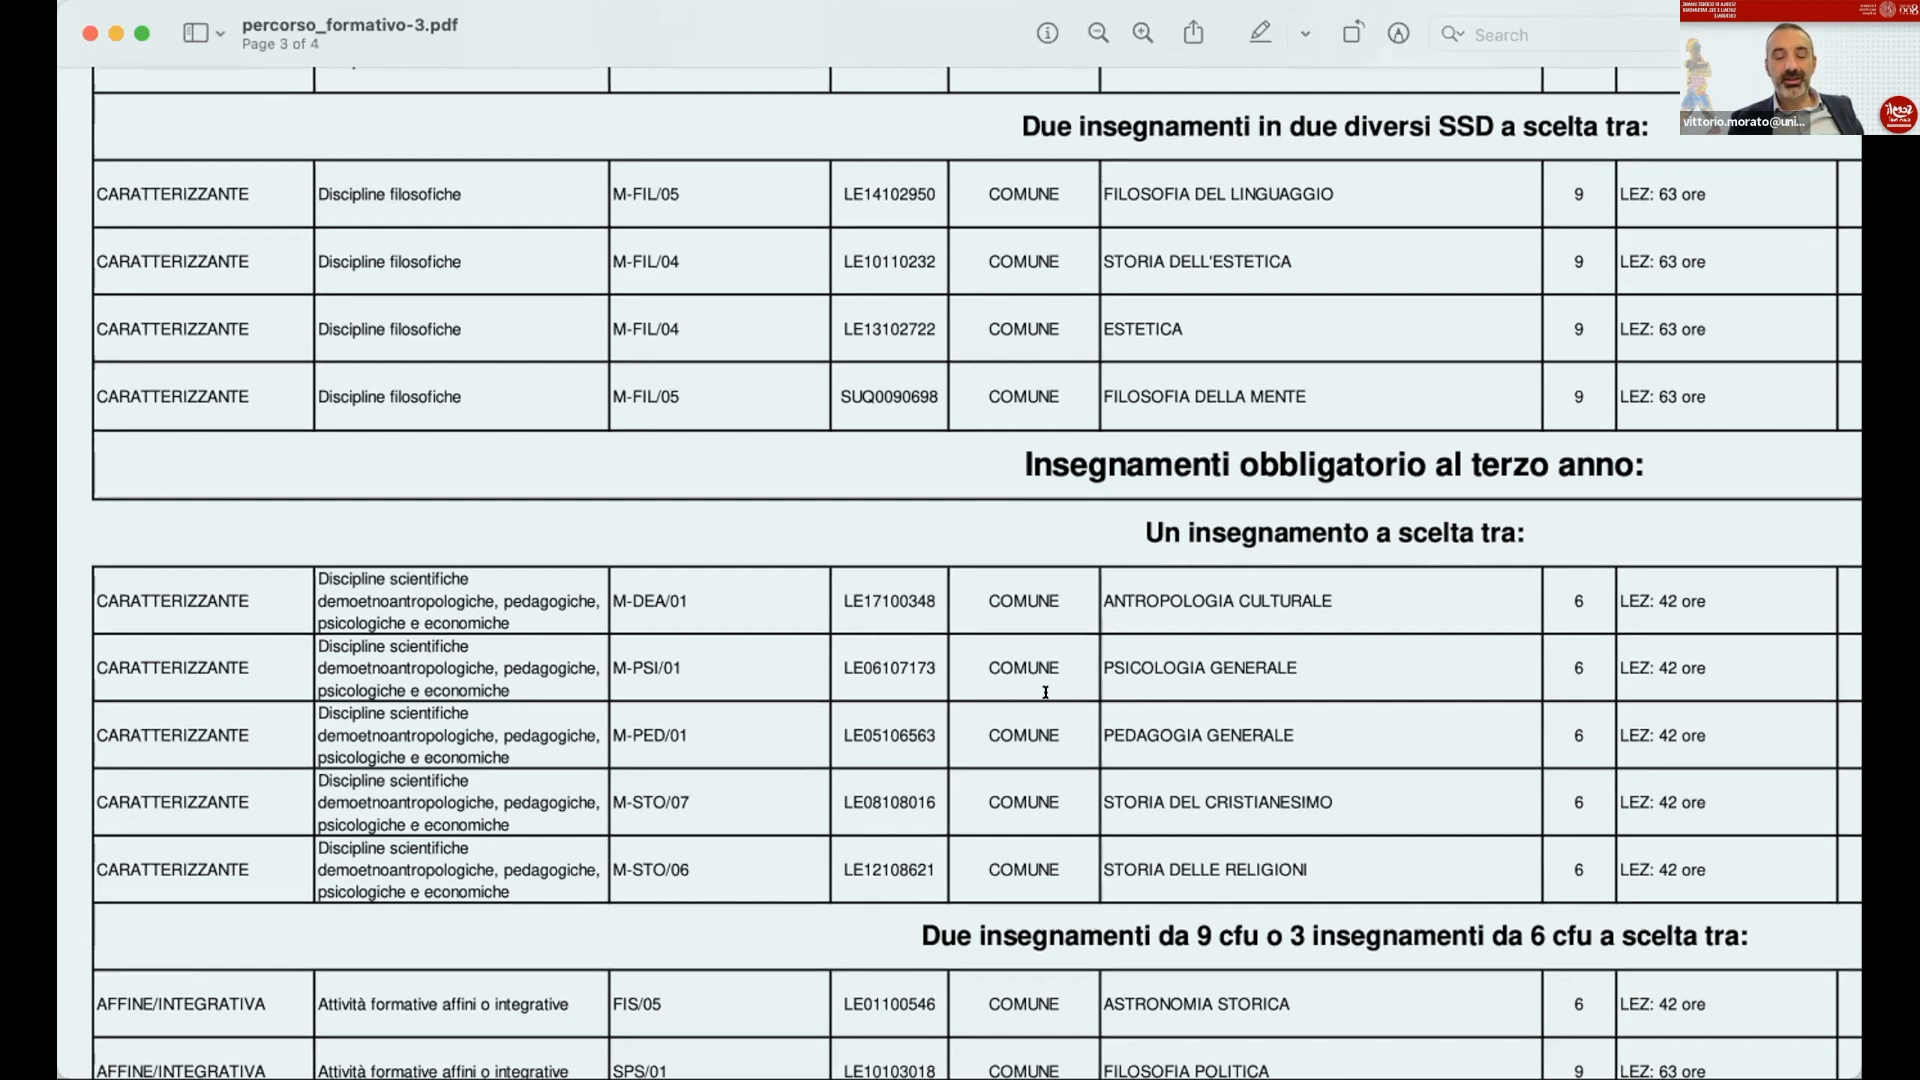 percorso_formativo-3.pdf
Page 3 of 4
Search
vittorio.morato@uni...
Due insegnamenti in due diversi SSD a scelta tra:
CARATTERIZZANTE Discipline filosofiche M-FIL/05 LE14102950 COMUNE FILOSOFIA DEL LINGUAGGIO 9 LEZ: 63 ore
CARATTERIZZANTE Discipline filosofiche M-FIL/04 LE10110232 COMUNE STORIA DELL'ESTETICA 9 LEZ: 63 ore
CARATTERIZZANTE Discipline filosofiche M-FIL/04 LE13102722 COMUNE ESTETICA 9 LEZ: 63 ore
CARATTERIZZANTE Discipline filosofiche M-FIL/05 SUQ0090698 COMUNE FILOSOFIA DELLA MENTE 9 LEZ: 63 ore
Insegnamenti obbligatorio al terzo anno:
Un insegnamento a scelta tra:
Discipline scientifiche
CARATTERIZZANTE demoetnoantropologiche, pedagogiche, M-DEA/01 LE17100348 COMUNE ANTROPOLOGIA CULTURALE 6 LEZ: 42 ore
psicologiche e economiche
Discipline scientifiche
CARATTERIZZANTE demoetnoantropologiche, pedagogiche, M-PSI/01 LE06107173 COMUNE PSICOLOGIA GENERALE 6 LEZ: 42 ore
psicologiche e economiche
Discipline scientifiche
CARATTERIZZANTE demoetnoantropologiche, pedagogiche, M-PED/01 LE05106563 COMUNE PEDAGOGIA GENERALE 6 LEZ: 42 ore
psicologiche e economiche
Discipline scientifiche
CARATTERIZZANTE demoetnoantropologiche, pedagogiche, M-STO/07 LE08108016 COMUNE STORIA DEL CRISTIANESIMO 6 LEZ: 42 ore
psicologiche e economiche
Discipline scientifiche
CARATTERIZZANTE demoetnoantropologiche, pedagogiche, M-STO/06 LE12108621 COMUNE STORIA DELLE RELIGIONI 6 LEZ: 42 ore
psicologiche e economiche
Due insegnamenti da 9 cfu o 3 insegnamenti da 6 cfu a scelta tra:
AFFINE/INTEGRATIVA Attività formative affini o integrative FIS/05 LE01100546 COMUNE ASTRONOMIA STORICA 6 LEZ: 42 ore
AFFINE/INTEGRATIVA Attività formative affini o integrative SPS/01 LE10103018 COMUNE FILOSOFIA POLITICA 9 LEZ: 63 ore